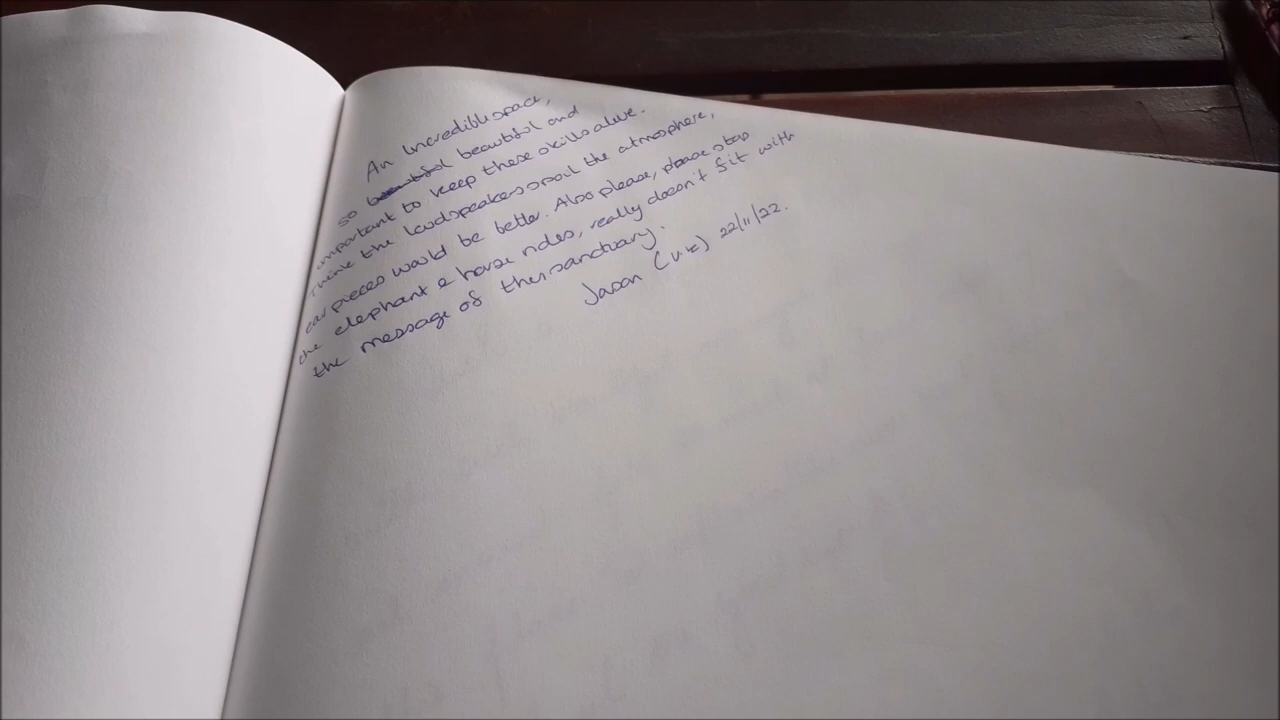 An incredible space,
so beautiful beautiful and
important to keep these skills alive.
Think the loudspeakers spoil the atmosphere,
ear pieces would be better. Also please, please stop
the elephant & horse rides, really doesn't fit with
the message of the sanctuary.
Jason (U.K) 22/11/22.